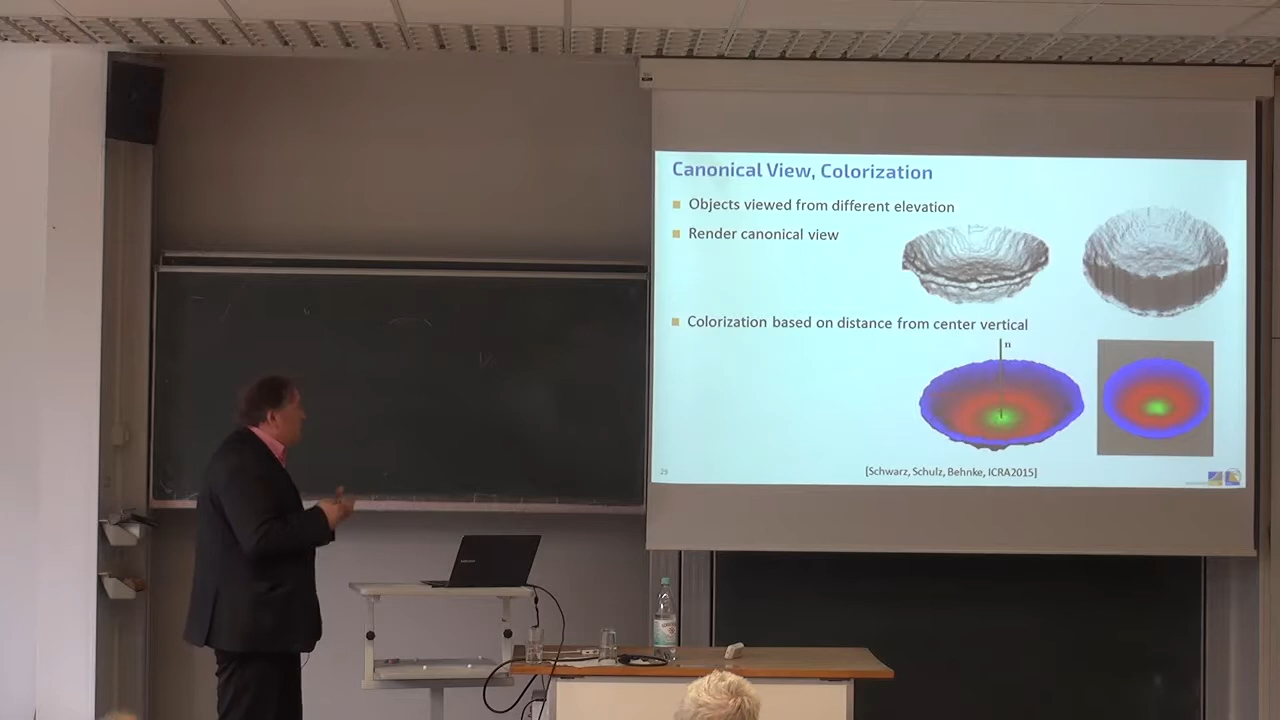 Canonical View, Colorization
Objects viewed from different elevation
Render canonical view
Colorization based on distance from center vertical
n
29
[Schwarz, Schulz, Behnke, ICRA2015]